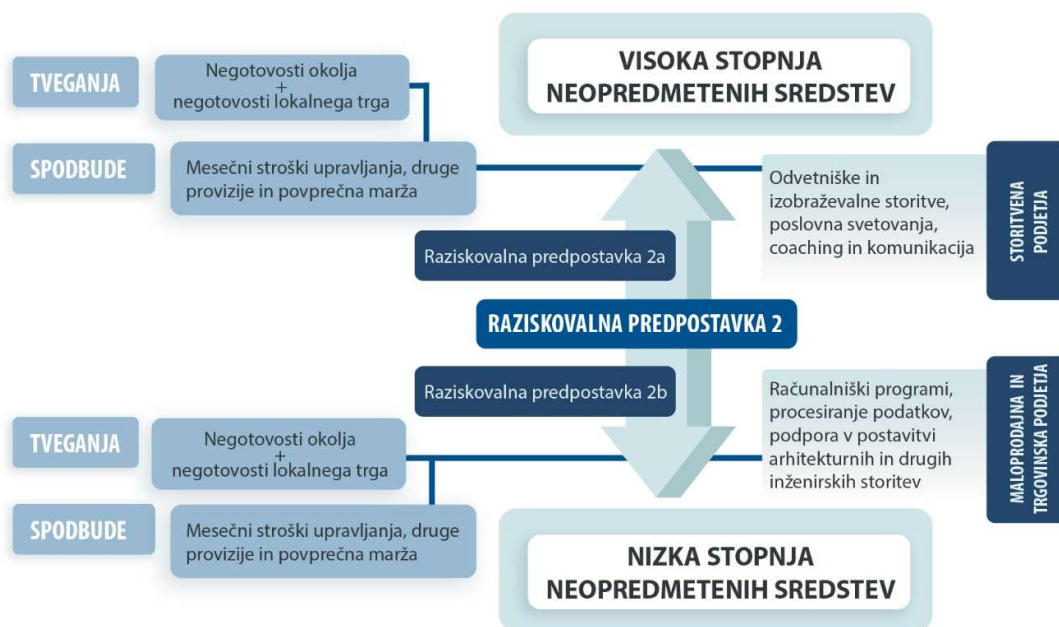 TVEGANJA
Negotovosti okolja
+
negotovosti lokalnega trga
VISOKA STOPNJA
NEOPREDMETENIH SREDSTEV
SPODBUDE
Mesečni stroški upravljanja, druge
provizije in povprečna marža
Odvetniške in
izobraževalne storitve,
poslovna svetovanja,
coaching in komunikacija
STORITVENA
PODJETJA
Raziskovalna predpostavka 2a
RAZISKOVALNA PREDPOSTAVKA 2
Raziskovalna predpostavka 2b
TVEGANJA
Negotovosti okolja
+
negotovosti lokalnega trga
Računalniški programi,
procesiranje podatkov,
podpora v postavitvi
arhitekturnih in drugih
inženirskih storitev
MALOPRODAJNA IN
TRGOVINSKA PODJETJA
SPODBUDE
Mesečni stroški upravljanja, druge
provizije in povprečna marža
NIZKA STOPNJA
NEOPREDMETENIH SREDSTEV